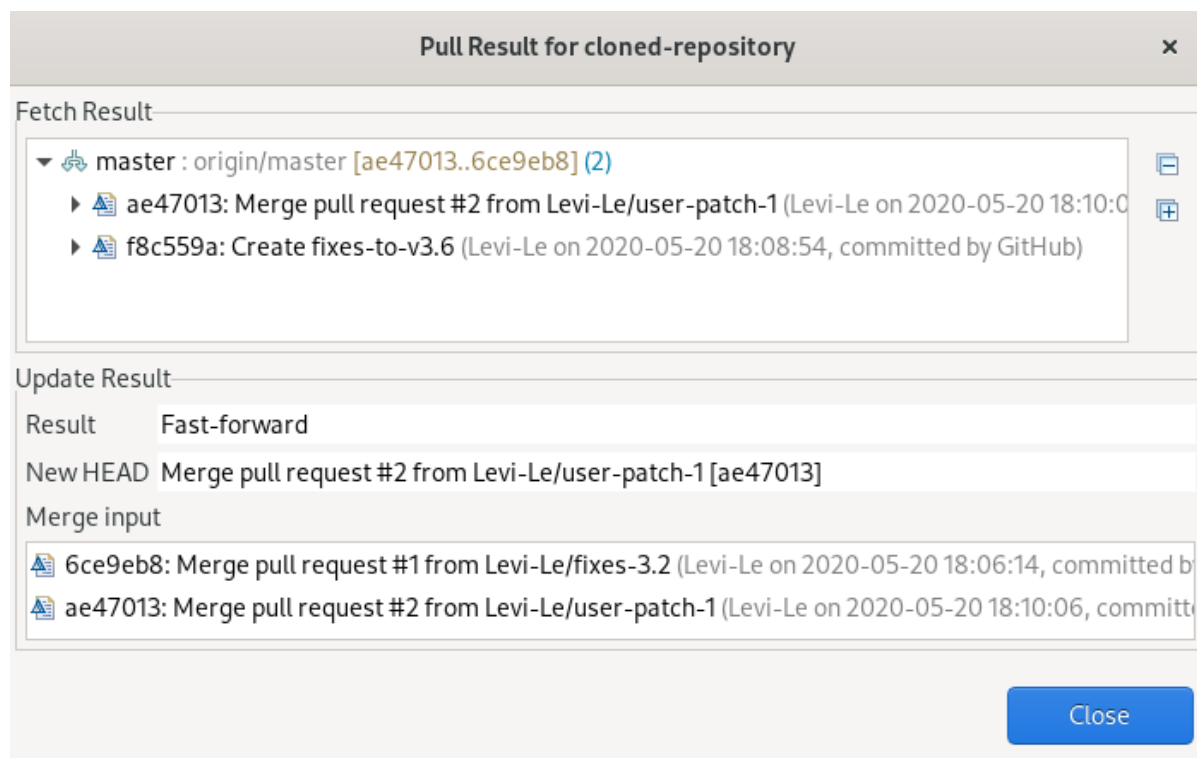 Pull Result for cloned-repository
Fetch Result
master : origin/master [ae47013..6ce9eb8] (2)
ae47013: Merge pull request #2 from Levi-Le/user-patch-1 (Levi-Le on 2020-05-20 18:10:0
f8c559a: Create fixes-to-v3.6 (Levi-Le on 2020-05-20 18:08:54, committed by GitHub)
Update Result
Result Fast-forward
New HEAD Merge pull request #2 from Levi-Le/user-patch-1 [ae47013]
Merge input
6ce9eb8: Merge pull request #1 from Levi-Le/fixes-3.2 (Levi-Le on 2020-05-20 18:06:14, committed b
ae47013: Merge pull request #2 from Levi-Le/user-patch-1 (Levi-Le on 2020-05-20 18:10:06, committ
Close